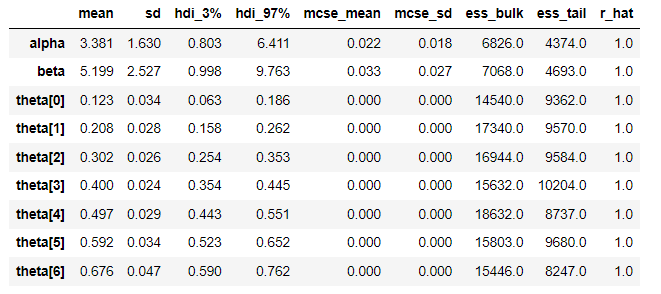 mean sd hdi_3% hdi_97% mcse_mean mcse_sd ess_bulk ess_tail r_hat
alpha 3.381 1.630 0.803 6.411 0.022 0.018 6826.0 4374.0 1.0
beta 5.199 2.527 0.998 9.763 0.033 0.027 7068.0 4693.0 1.0
theta[0] 0.123 0.034 0.063 0.186 0.000 0.000 14540.0 9362.0 1.0
theta[1] 0.208 0.028 0.158 0.262 0.000 0.000 17340.0 9570.0 1.0
theta[2] 0.302 0.026 0.254 0.353 0.000 0.000 16944.0 9584.0 1.0
theta[3] 0.400 0.024 0.354 0.445 0.000 0.000 15632.0 10204.0 1.0
theta[4] 0.497 0.029 0.443 0.551 0.000 0.000 18632.0 8737.0 1.0
theta[5] 0.592 0.034 0.523 0.652 0.000 0.000 15803.0 9680.0 1.0
theta[6] 0.676 0.047 0.590 0.762 0.000 0.000 15446.0 8247.0 1.0